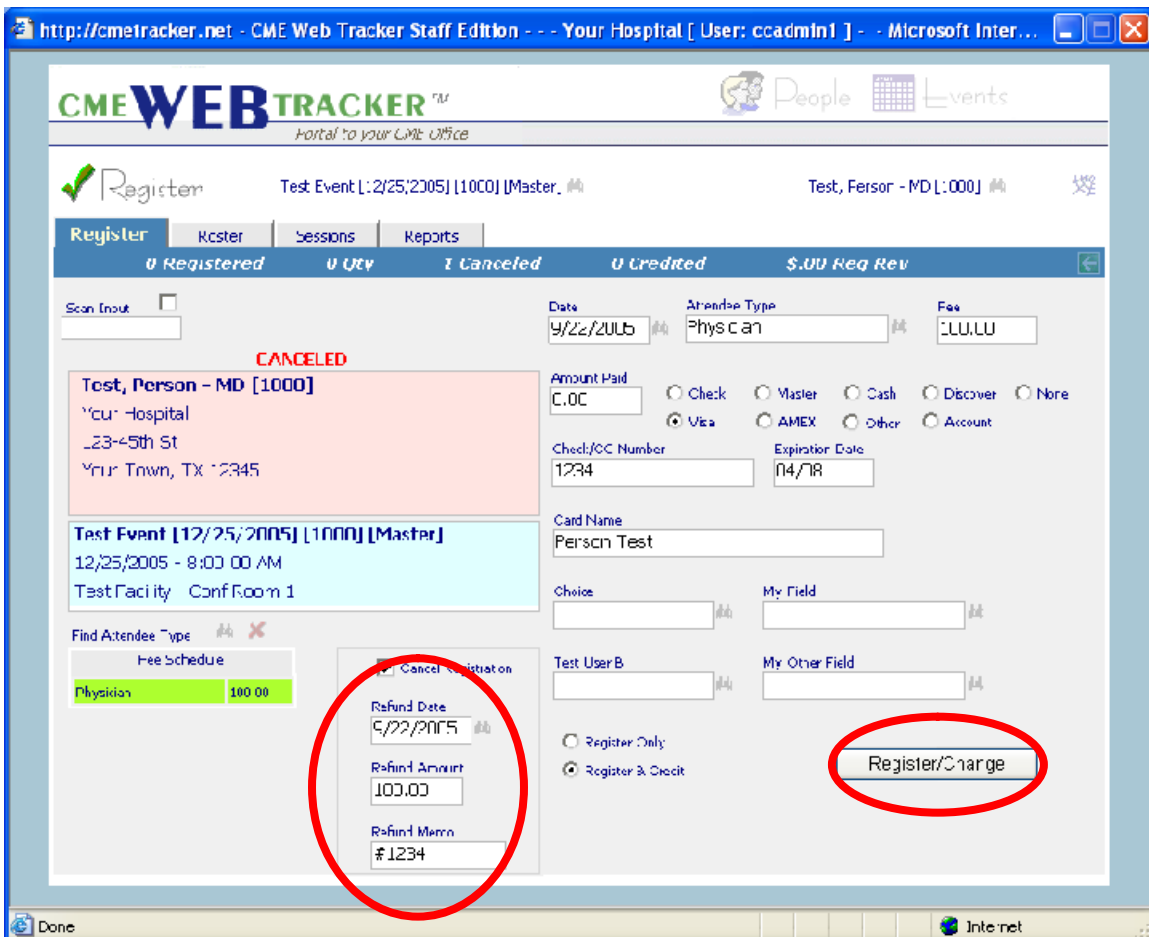 http://cmetracker.net - CME Web Tracker Staff Edition - - - Your Hospital [ User: ccadmin1 ] - - Microsoft Inter...
CME WEB TRACKER TM
Portal to your CME Office
People Events
Register
Test Event [12/25/2005] [1000] [Master]
Test, Person - MD [1000]
Register Roster Sessions Reports
0 Registered 0 Qty 1 Canceled 0 Credited $.00 Reg Rev
Scan Input
Date Attendee Type Fee
9/22/2005 Physician 100.00
CANCELED
Test, Person - MD [1000]
Your Hospital
123-45th St
Your Town, TX 12345
Amount Paid
0.00
Check Master Cash Discover None
Visa AMEX Other Account
Check/CC Number Expiration Date
1234 04/08
Test Event [12/25/2005] [1000] [Master]
12/25/2005 - 8:00:00 AM
Test Facility - Conf Room 1
Card Name
Person Test
Choice My Field
Find Attendee Type
Fee Schedule
Physician 100.00
Cancel Registration
Test User B My Other Field
Refund Date
9/22/2005
Refund Amount
100.00
Refund Memo
#1234
Register Only
Register & Credit
Register/Change
Done
Internet